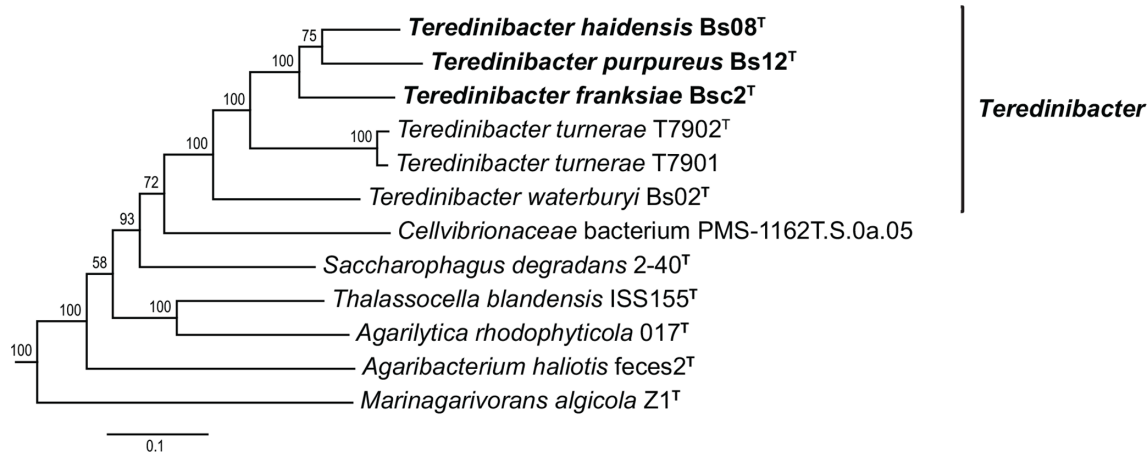 Teredinibacter haidensis Bs08ᵀ
75
Teredinibacter purpureus Bs12ᵀ
100
Teredinibacter franksiae Bsc2ᵀ
Teredinibacter
100
Teredinibacter turnerae T7902ᵀ
100
Teredinibacter turnerae T7901
100
Teredinibacter waterburyi Bs02ᵀ
72
Cellvibrionaceae bacterium PMS-1162T.S.0a.05
93
Saccharophagus degradans 2-40ᵀ
58
Thalassocella blandensis ISS155ᵀ
100
Agarilytica rhodophyticola 017ᵀ
100
Agaribacterium haliotis feces2ᵀ
100
Marinagarivorans algicola Z1ᵀ
0.1